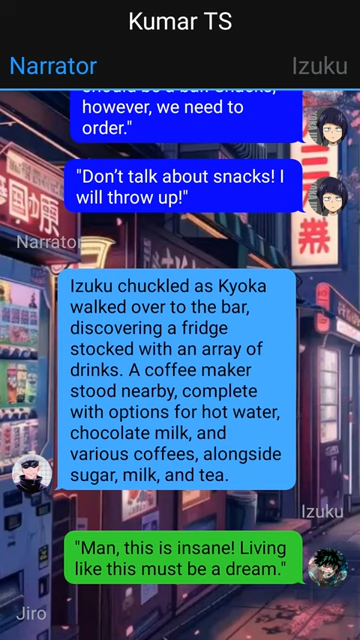 Kumar TS
Narrator
Izuku
should be a bar. Snacks,
however, we need to
order."
"Don't talk about snacks! I
will throw up!"
Narrator
Izuku chuckled as Kyoka
walked over to the bar,
discovering a fridge
stocked with an array of
drinks. A coffee maker
stood nearby, complete
with options for hot water,
chocolate milk, and
various coffees, alongside
sugar, milk, and tea.
Izuku
"Man, this is insane! Living
like this must be a dream."
Jiro